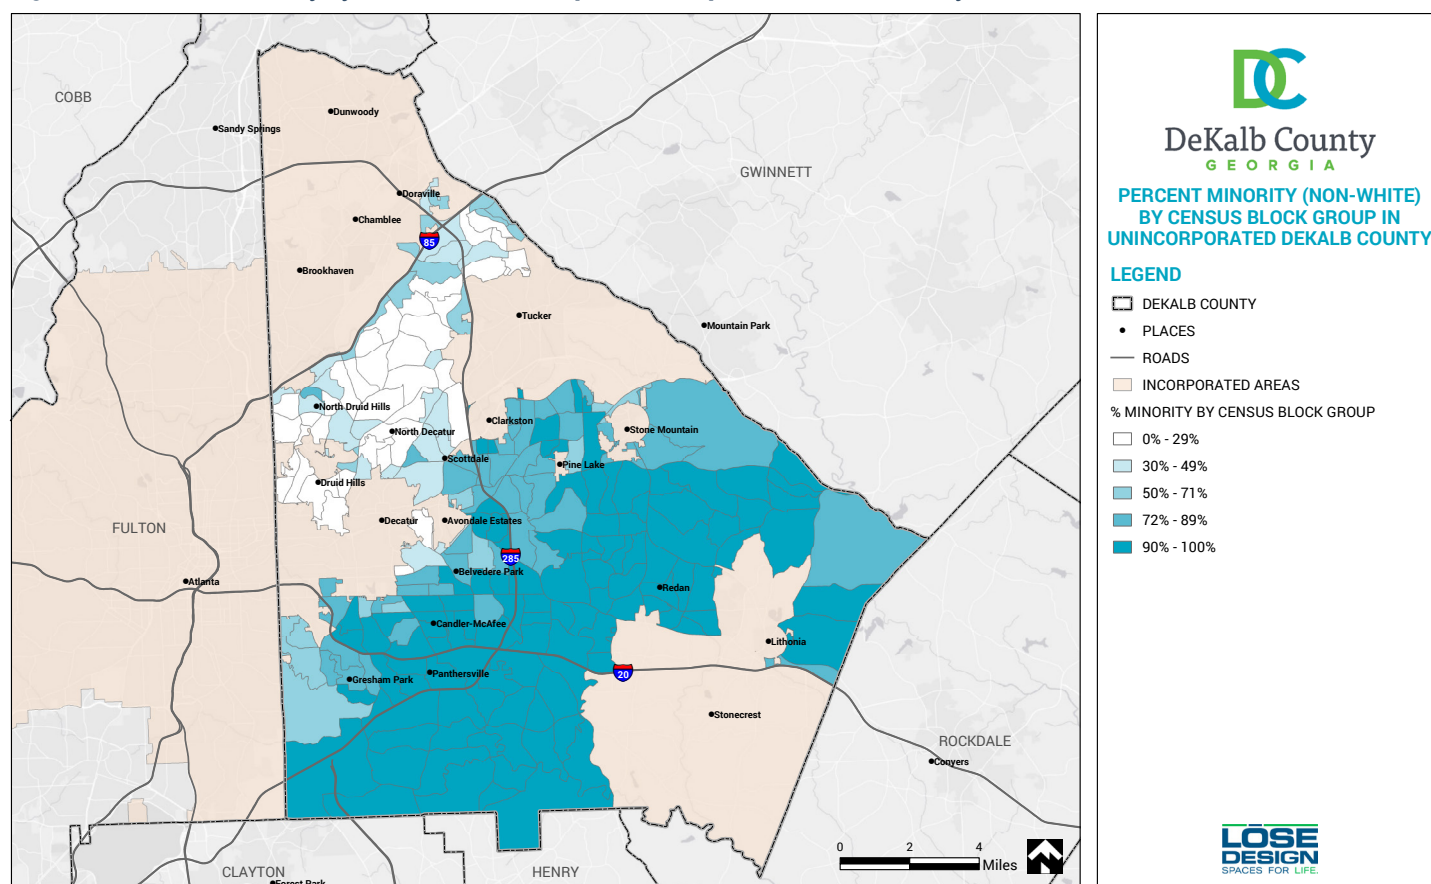 COBB
Dunwoody
Sandy Springs
GWINNETT
Doraville
Chamblee
85
Brookhaven
Tucker
Mountain Park
North Druid Hills
Clarkston
North Decatur
Stone Mountain
Scottdale
Pine Lake
Druid Hills
FULTON
Decatur
Avondale Estates
285
Belvedere Park
Atlanta
Redan
Candler-McAfee
Lithonia
Gresham Park
Panthersville
20
Stonecrest
ROCKDALE
Conyers
CLAYTON
HENRY
Forest Park
0 2 4
Miles
DC
DeKalb County
GEORGIA
PERCENT MINORITY (NON-WHITE)
BY CENSUS BLOCK GROUP IN
UNINCORPORATED DEKALB COUNTY
LEGEND
DEKALB COUNTY
PLACES
ROADS
INCORPORATED AREAS
% MINORITY BY CENSUS BLOCK GROUP
0% - 29%
30% - 49%
50% - 71%
72% - 89%
90% - 100%
LOSE
DESIGN
SPACES FOR LIFE.